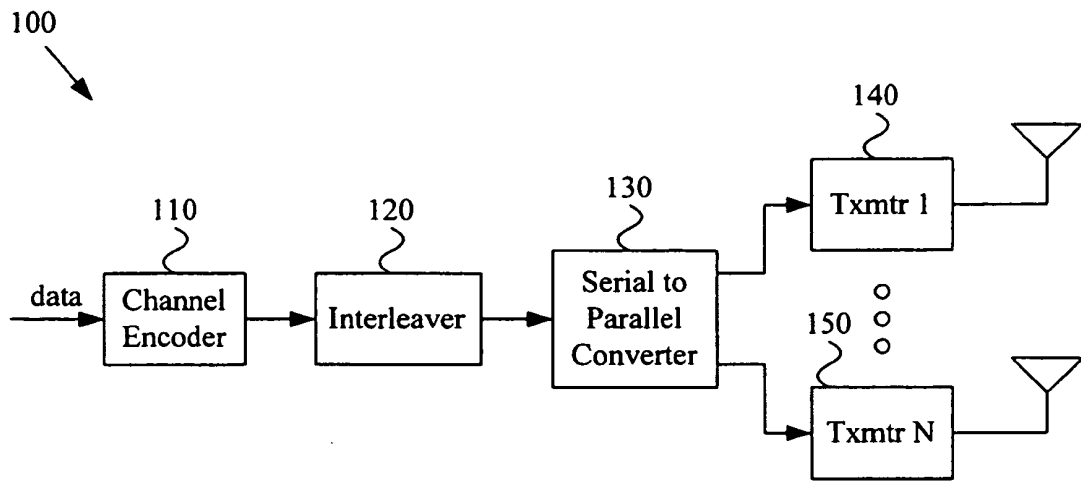 100
140
Txmtr 1
110
120
130
data
Channel
Encoder
Interleaver
Serial to
Parallel
Converter
150
Txmtr N